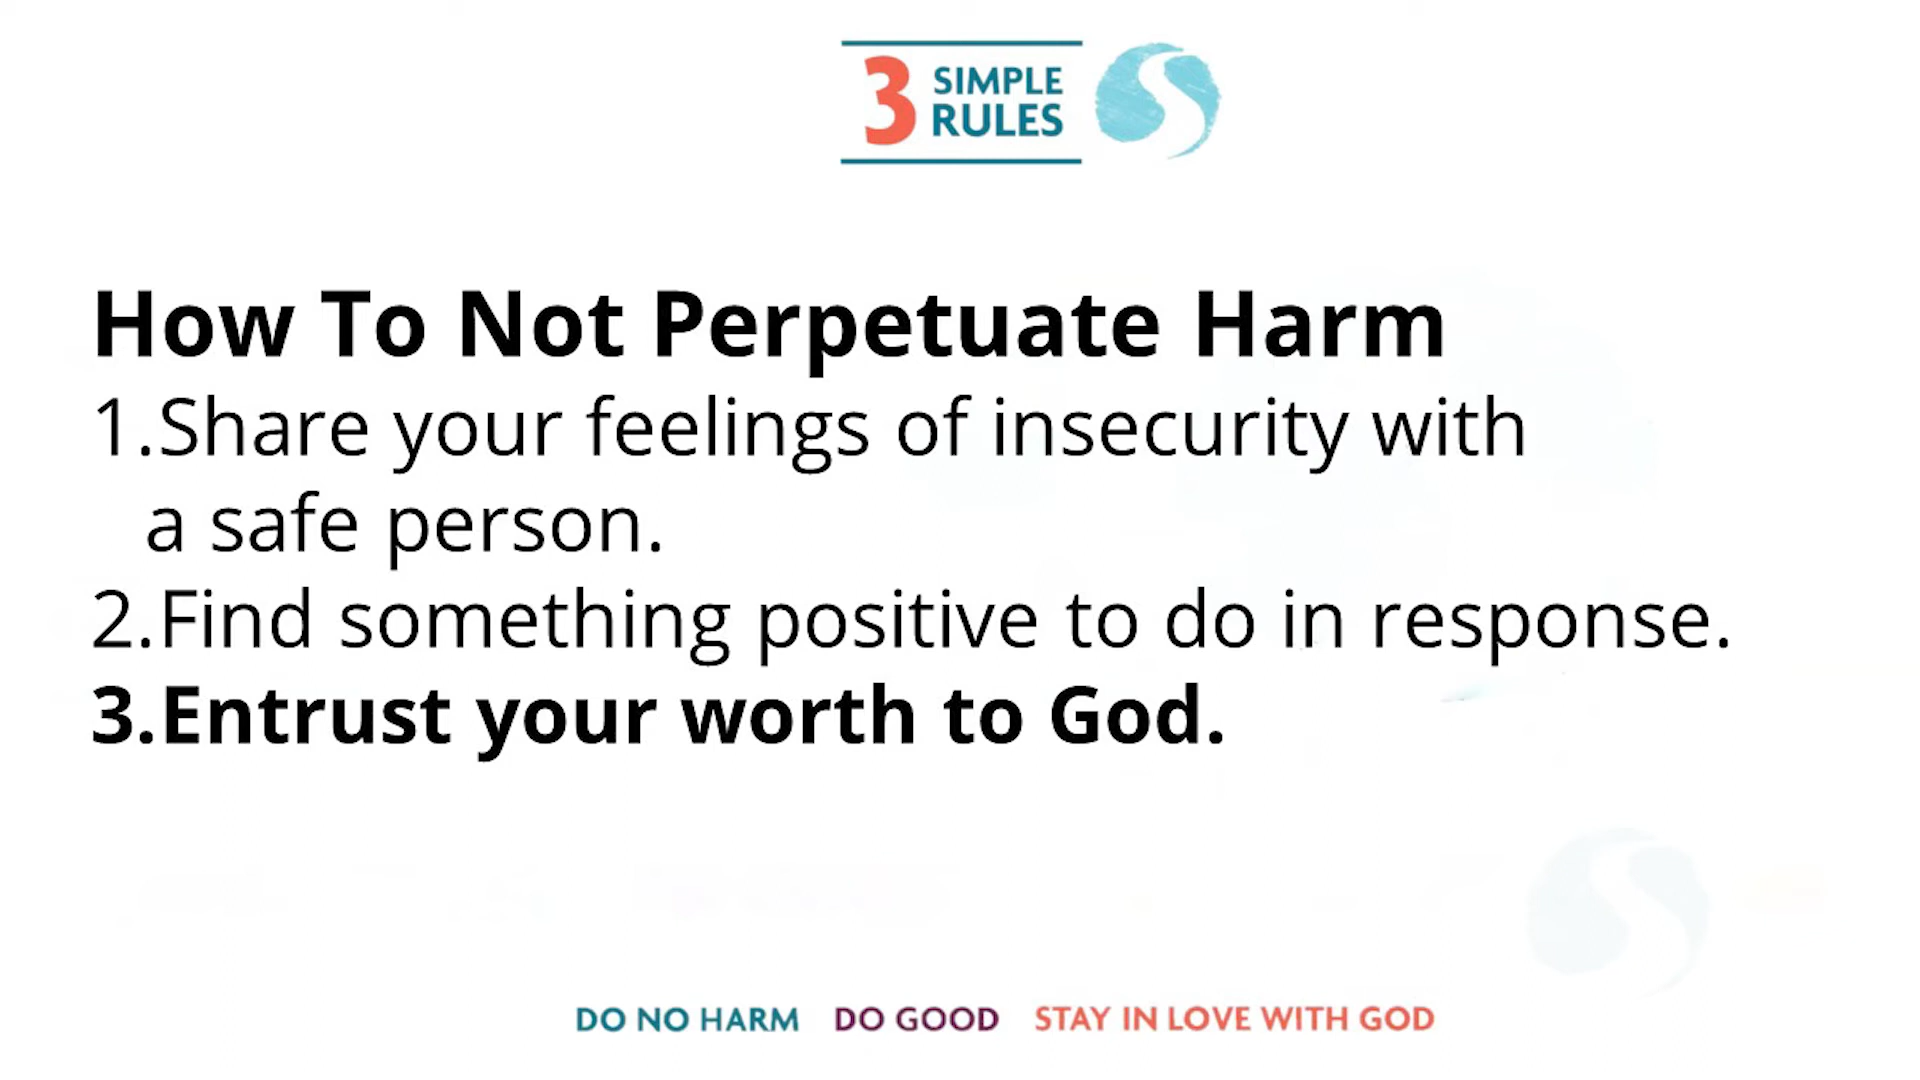 3 SIMPLE
RULES
How To Not Perpetuate Harm
1.Share your feelings of insecurity with
a safe person.
2.Find something positive to do in response.
3.Entrust your worth to God.
DO NO HARM DO GOOD STAY IN LOVE WITH GOD